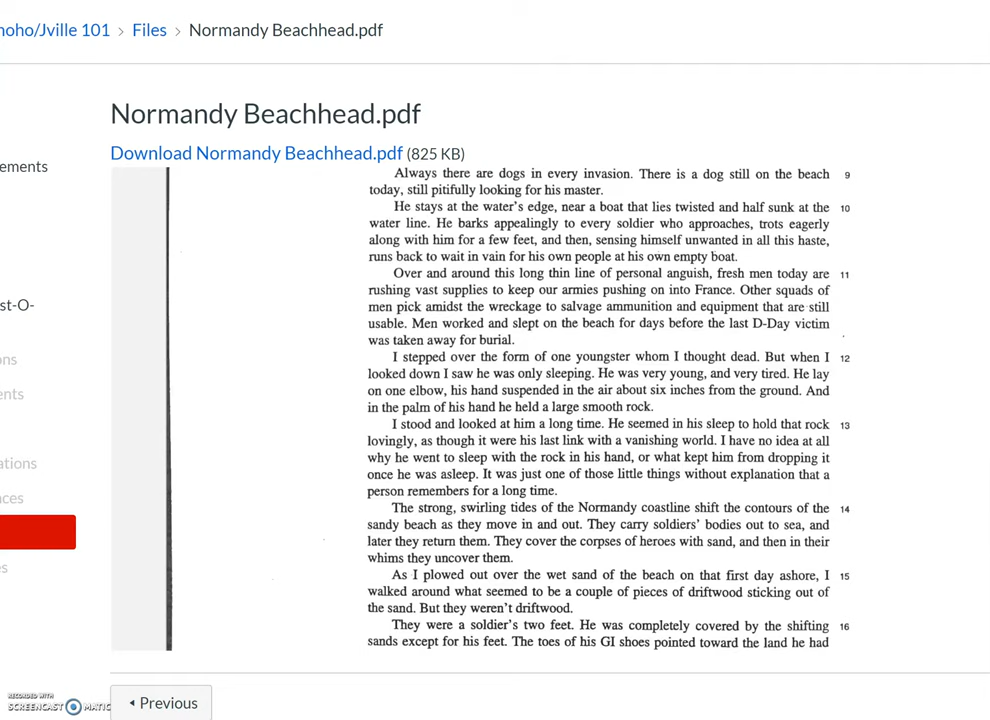 noho/Jville 101 > Files > Normandy Beachhead.pdf
Normandy Beachhead.pdf
Download Normandy Beachhead.pdf (825 KB)
ements
st-O-
ons
ents
ations
ces
s
Always there are dogs in every invasion. There is a dog still on the beach 9
today, still pitifully looking for his master.
He stays at the water's edge, near a boat that lies twisted and half sunk at the 10
water line. He barks appealingly to every soldier who approaches, trots eagerly
along with him for a few feet, and then, sensing himself unwanted in all this haste,
runs back to wait in vain for his own people at his own empty boat.
Over and around this long thin line of personal anguish, fresh men today are 11
rushing vast supplies to keep our armies pushing on into France. Other squads of
men pick amidst the wreckage to salvage ammunition and equipment that are still
usable. Men worked and slept on the beach for days before the last D-Day victim
was taken away for burial.
I stepped over the form of one youngster whom I thought dead. But when I 12
looked down I saw he was only sleeping. He was very young, and very tired. He lay
on one elbow, his hand suspended in the air about six inches from the ground. And
in the palm of his hand he held a large smooth rock.
I stood and looked at him a long time. He seemed in his sleep to hold that rock 13
lovingly, as though it were his last link with a vanishing world. I have no idea at all
why he went to sleep with the rock in his hand, or what kept him from dropping it
once he was asleep. It was just one of those little things without explanation that a
person remembers for a long time.
The strong, swirling tides of the Normandy coastline shift the contours of the 14
sandy beach as they move in and out. They carry soldiers' bodies out to sea, and
later they return them. They cover the corpses of heroes with sand, and then in their
whims they uncover them.
As I plowed out over the wet sand of the beach on that first day ashore, I 15
walked around what seemed to be a couple of pieces of driftwood sticking out of
the sand. But they weren't driftwood.
They were a soldier's two feet. He was completely covered by the shifting 16
sands except for his feet. The toes of his GI shoes pointed toward the land he had
RECORDED WITH
SCREENCAST MATIC
Previous